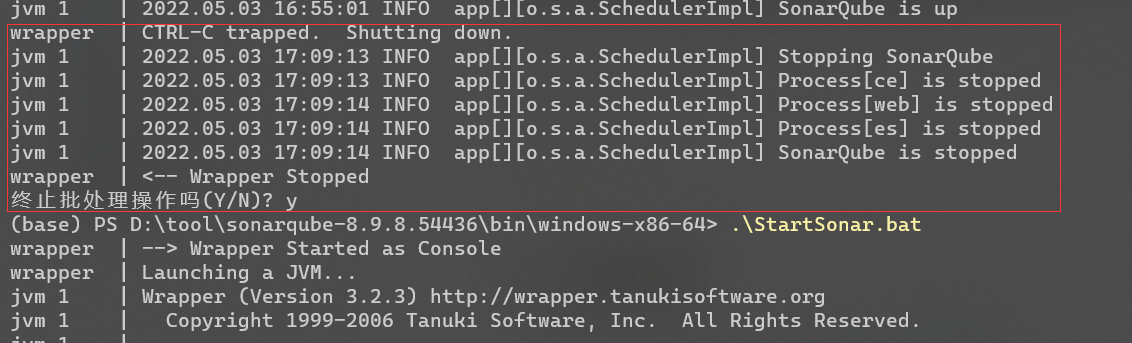 jvm 1    | 2022.05.03 16:55:01 INFO  app[][o.s.a.SchedulerImpl] SonarQube is up
wrapper  | CTRL-C trapped.  Shutting down.
jvm 1    | 2022.05.03 17:09:13 INFO  app[][o.s.a.SchedulerImpl] Stopping SonarQube
jvm 1    | 2022.05.03 17:09:13 INFO  app[][o.s.a.SchedulerImpl] Process[ce] is stopped
jvm 1    | 2022.05.03 17:09:14 INFO  app[][o.s.a.SchedulerImpl] Process[web] is stopped
jvm 1    | 2022.05.03 17:09:14 INFO  app[][o.s.a.SchedulerImpl] Process[es] is stopped
jvm 1    | 2022.05.03 17:09:14 INFO  app[][o.s.a.SchedulerImpl] SonarQube is stopped
wrapper  | <-- Wrapper Stopped
终止批处理操作吗(Y/N)? y
(base) PS D:\tool\sonarqube-8.9.8.54436\bin\windows-x86-64> .\StartSonar.bat
wrapper  | --> Wrapper Started as Console
wrapper  | Launching a JVM...
jvm 1    | Wrapper (Version 3.2.3) http://wrapper.tanukisoftware.org
jvm 1    |   Copyright 1999-2006 Tanuki Software, Inc.  All Rights Reserved.
jvm 1    |